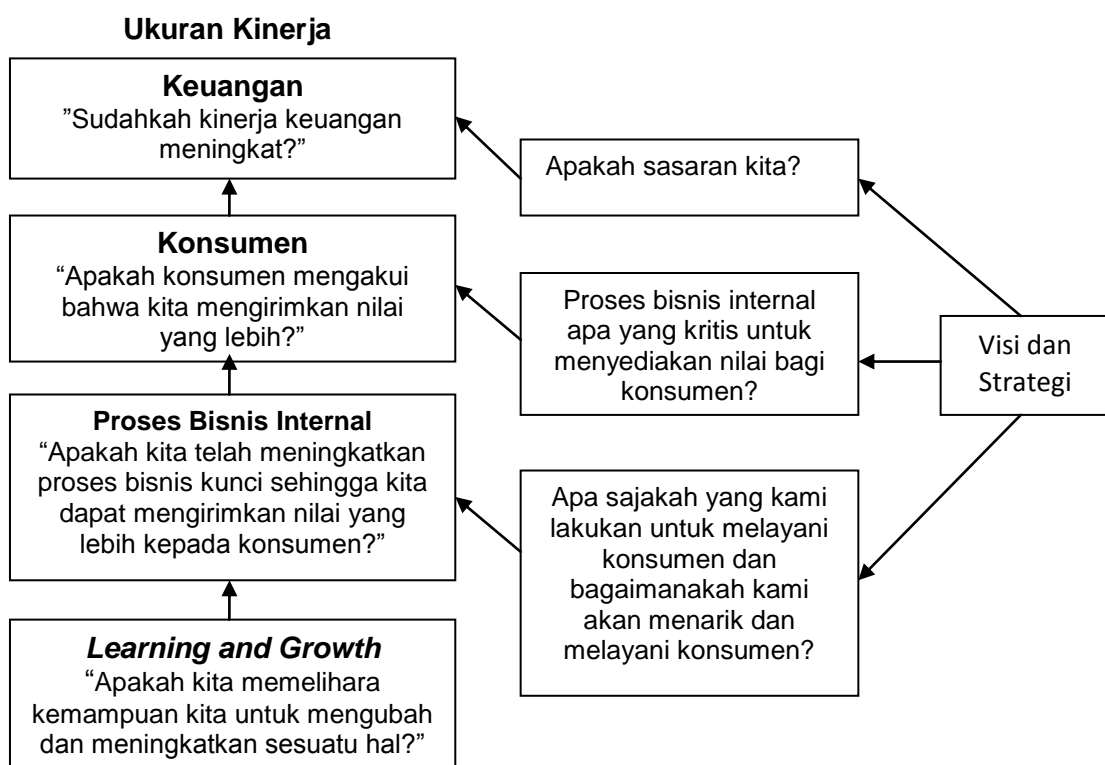 Ukuran Kinerja
Keuangan
”Sudahkah kinerja keuangan
meningkat?”
Konsumen
“Apakah konsumen mengakui
bahwa kita mengirimkan nilai
yang lebih?”
Proses Bisnis Internal
“Apakah kita telah meningkatkan
proses bisnis kunci sehingga kita
dapat mengirimkan nilai yang
lebih kepada konsumen?”
Learning and Growth
“Apakah kita memelihara
kemampuan kita untuk mengubah
dan meningkatkan sesuatu hal?”
Apakah sasaran kita?
Proses bisnis internal
apa yang kritis untuk
menyediakan nilai bagi
konsumen?
Apa sajakah yang kami
lakukan untuk melayani
konsumen dan
bagaimanakah kami
akan menarik dan
melayani konsumen?
Visi dan
Strategi